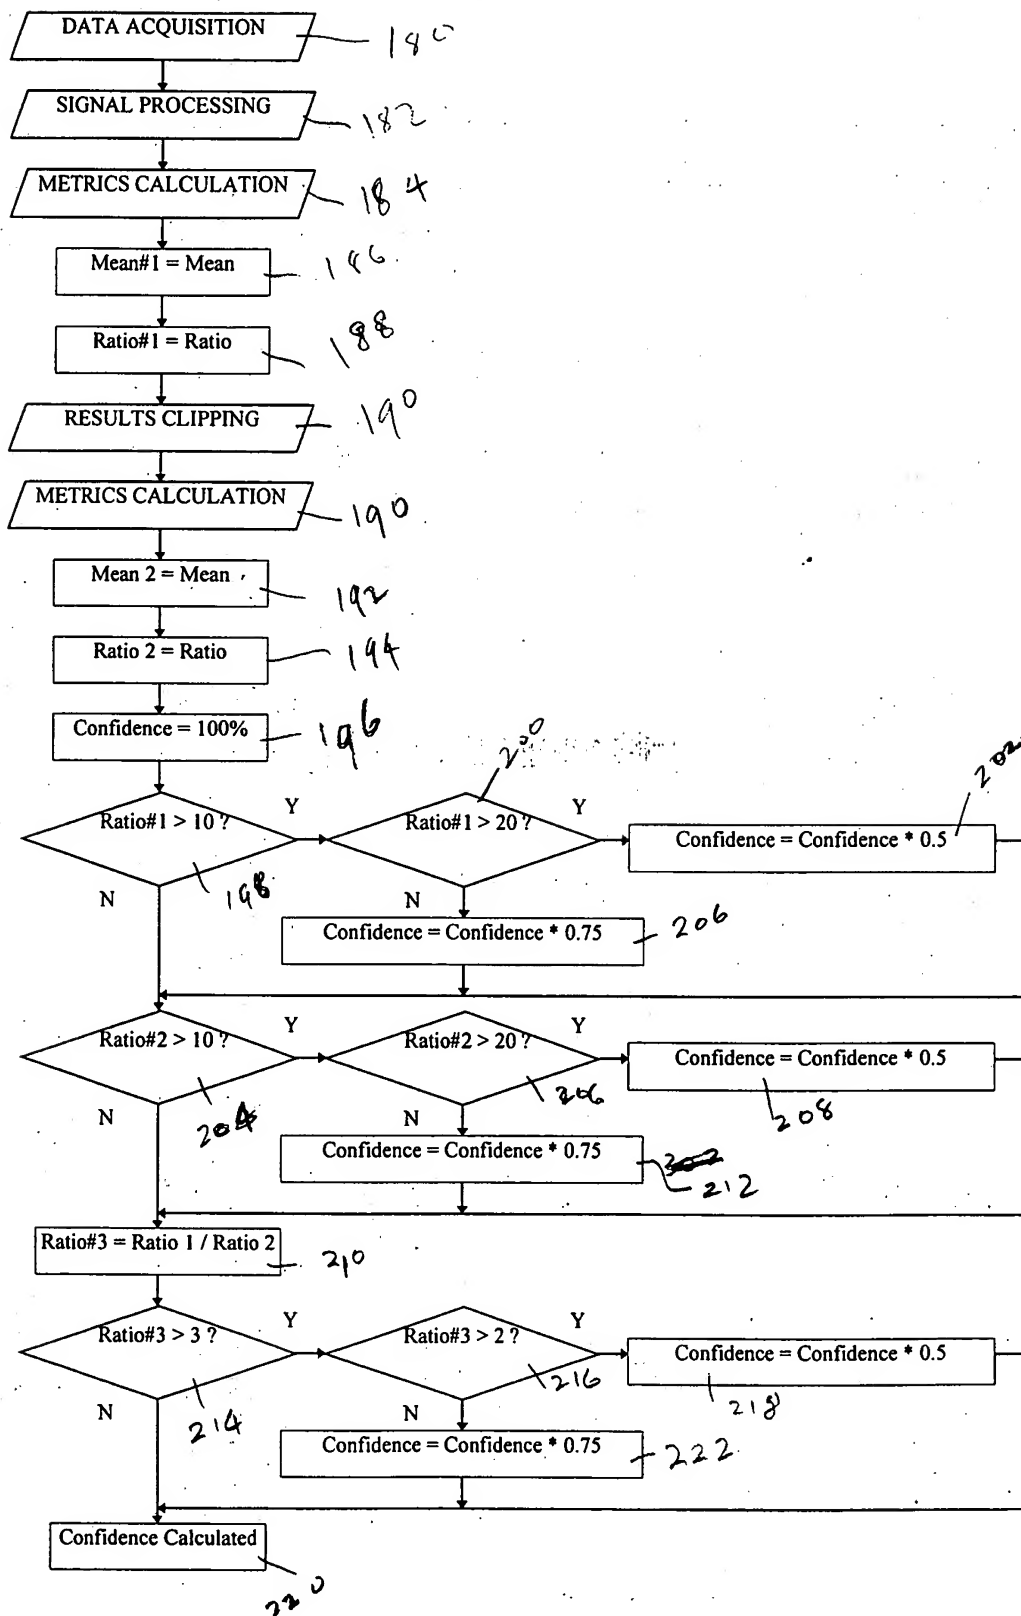 DATA ACQUISITION
180
SIGNAL PROCESSING
182
METRICS CALCULATION
184
Mean#1 = Mean
186
Ratio#1 = Ratio
188
RESULTS CLIPPING
190
METRICS CALCULATION
190
Mean 2 = Mean
192
Ratio 2 = Ratio
194
Confidence = 100%
196
200
202
Ratio#1 > 10 ?
Y
Ratio#1 > 20 ?
Y
Confidence = Confidence * 0.5
N
198
N
Confidence = Confidence * 0.75
206
Ratio#2 > 10 ?
Y
Ratio#2 > 20 ?
Y
Confidence = Confidence * 0.5
N
204
N
206
208
Confidence = Confidence * 0.75
212
Ratio#3 = Ratio 1 / Ratio 2
210
Ratio#3 > 3 ?
Y
Ratio#3 > 2 ?
Y
Confidence = Confidence * 0.5
N
214
N
216
218
Confidence = Confidence * 0.75
222
Confidence Calculated
220